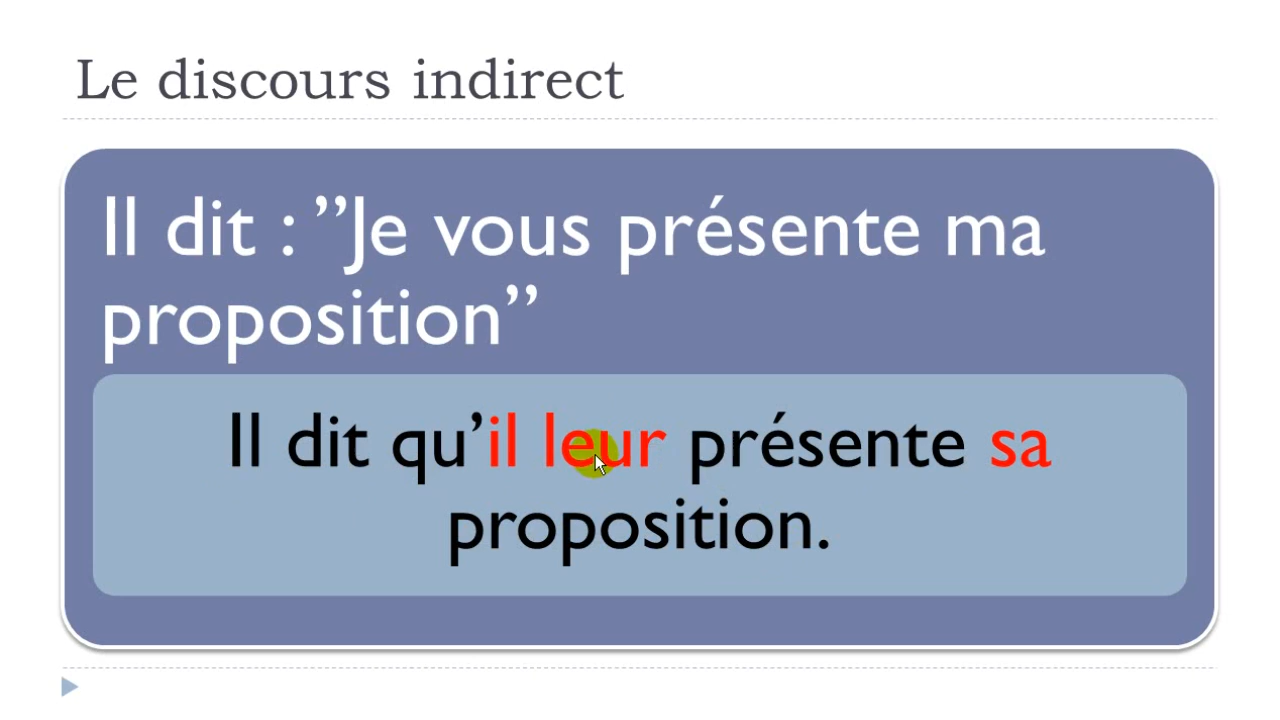 Le discours indirect
Il dit : ”Je vous présente ma
proposition”
Il dit qu’il leur présente sa
proposition.